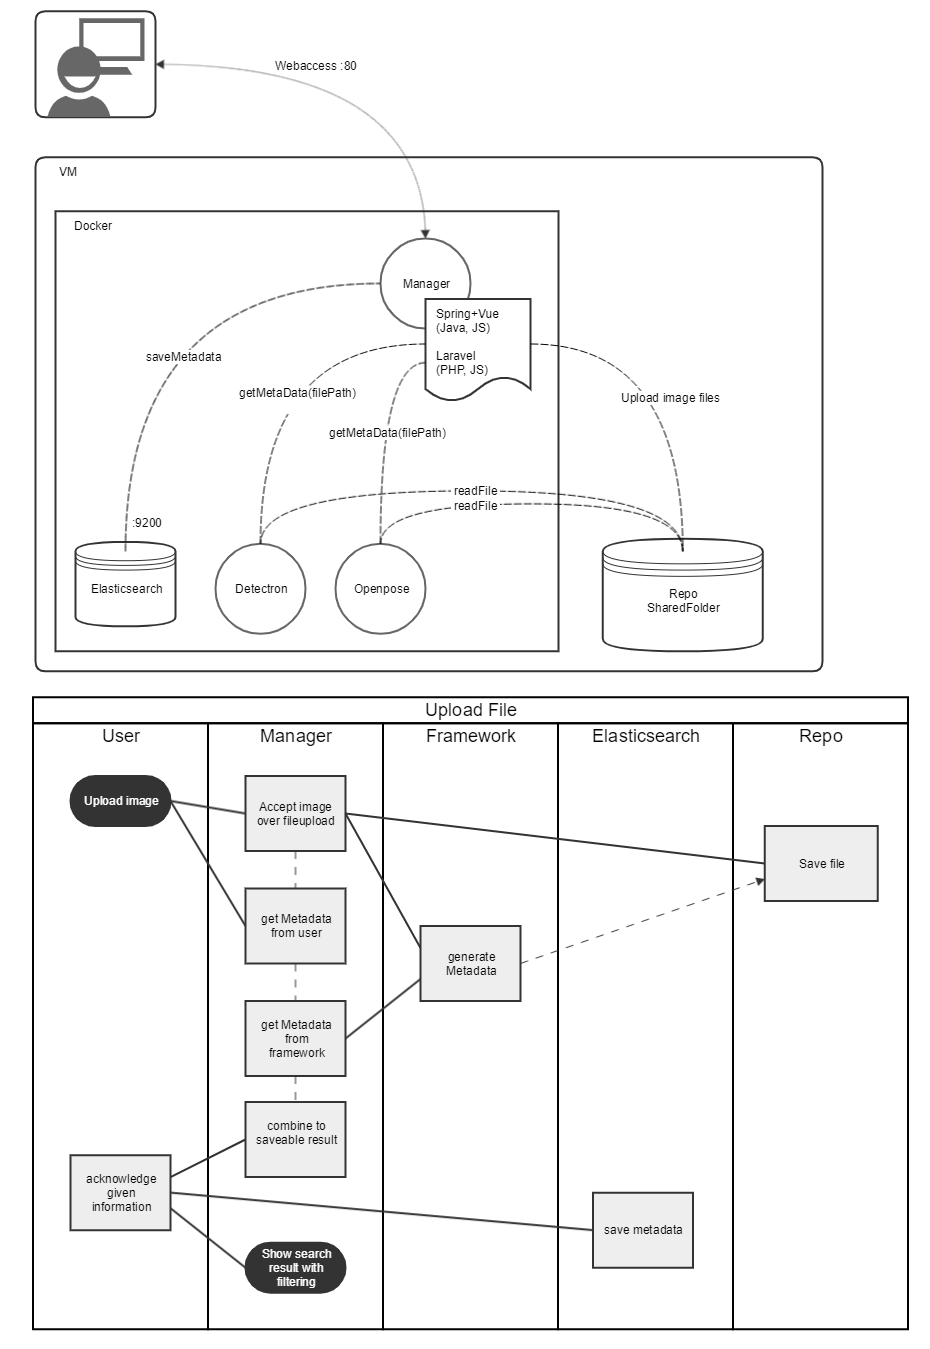 Webaccess :80
VM
Docker
Manager
Spring+Vue
(Java, JS)
Laravel
(PHP, JS)
saveMetadata
getMetaData(filePath)
Upload image files
getMetaData(filePath)
readFile
readFile
:9200
Elasticsearch
Detectron
Openpose
Repo
SharedFolder
Upload File
User
Manager
Framework
Elasticsearch
Repo
Upload image
Accept image
over fileupload
Save file
get Metadata
from user
generate
Metadata
get Metadata
from
framework
combine to
saveable result
acknowledge
given
information
save metadata
Show search
result with
filtering